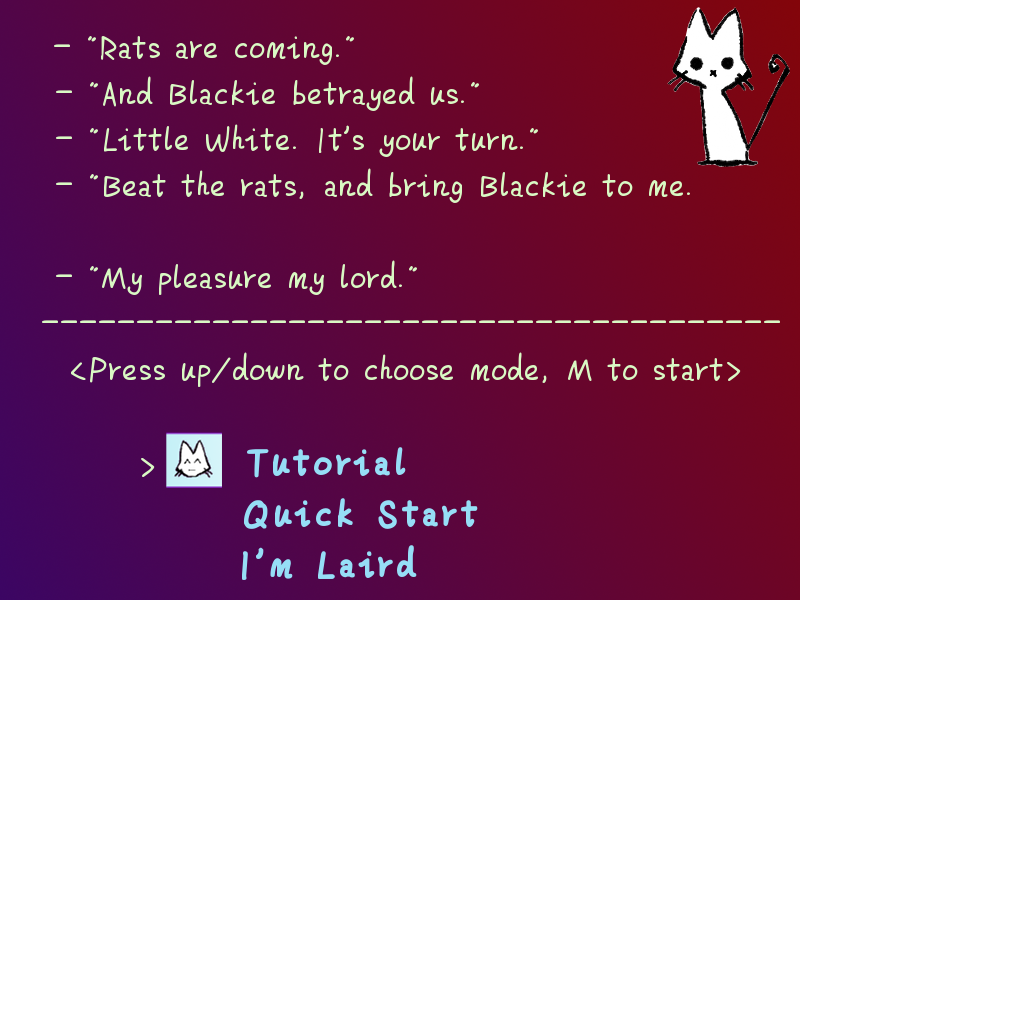 - "Rats are coming."
- "And Blackie betrayed us."
- "Little White. It's your turn."
- "Beat the rats, and bring Blackie to me.
- "My pleasure my lord."
---------------------------------------
<Press up/down to choose mode, M to start>
> Tutorial
Quick Start
I'm Laird